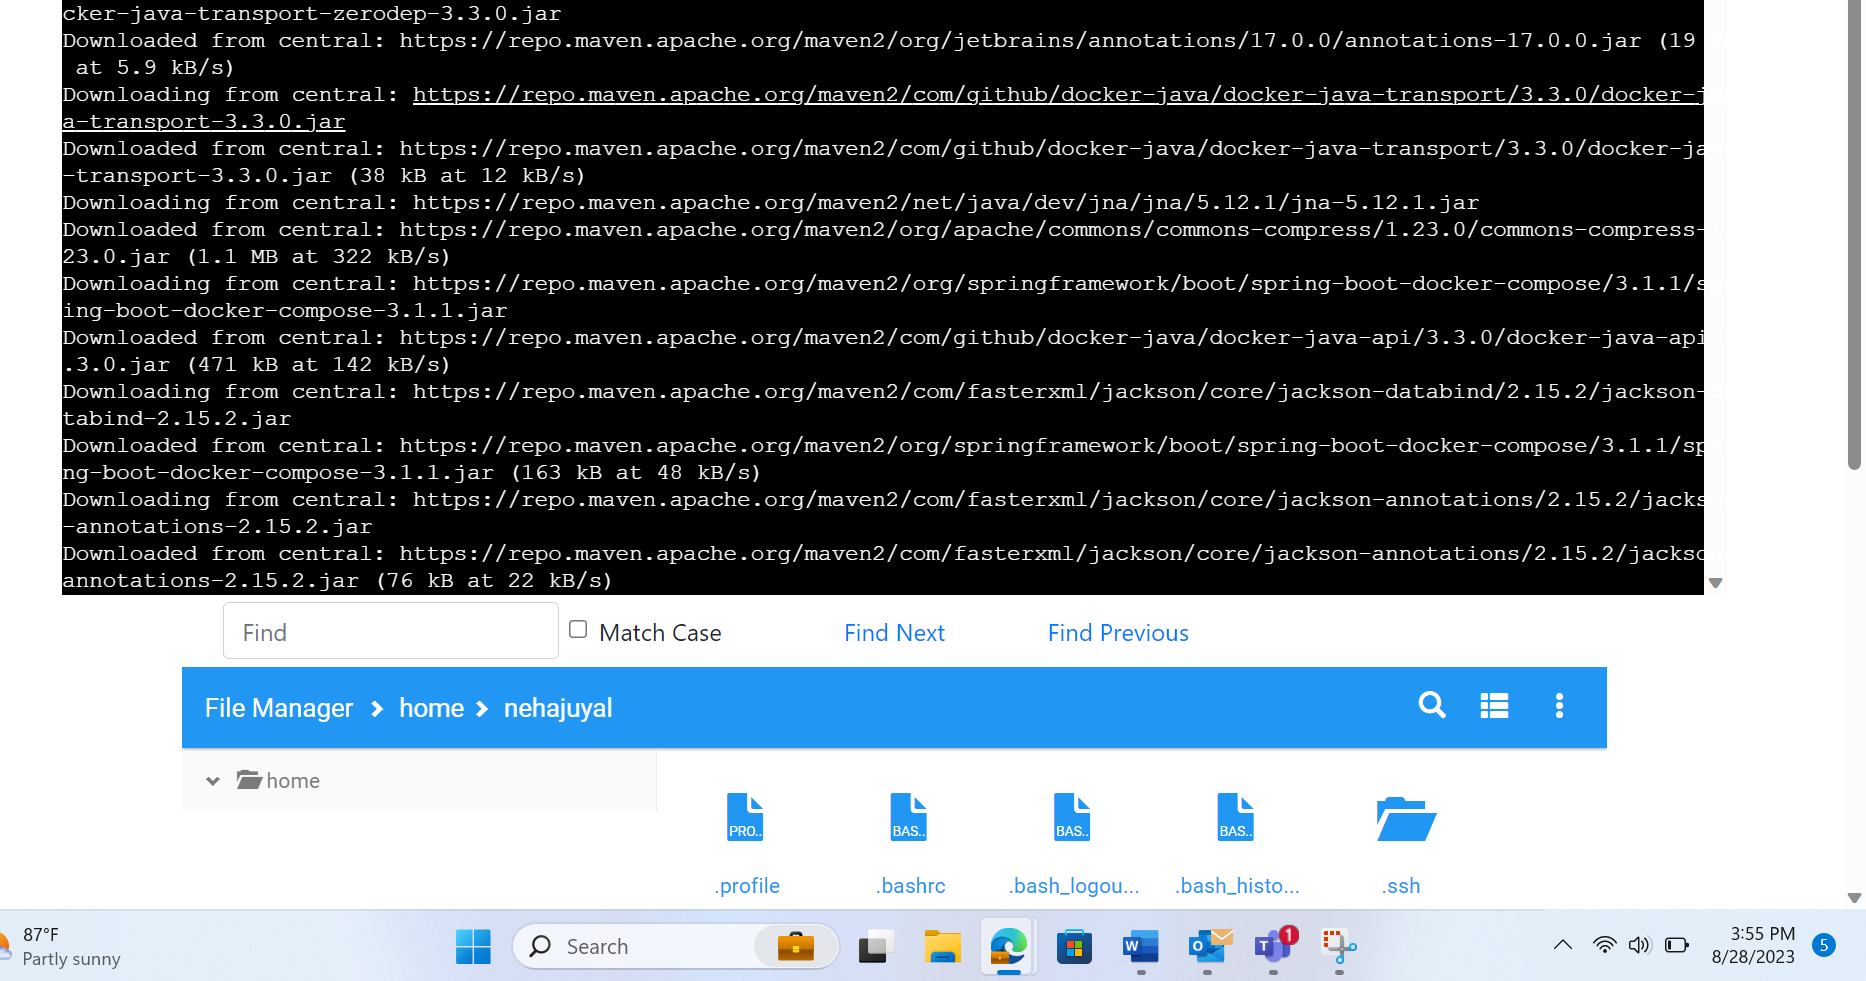 cker-java-transport-zerodep-3.3.0.jar
Downloaded from central: https://repo.maven.apache.org/maven2/org/jetbrains/annotations/17.0.0/annotations-17.0.0.jar (19
at 5.9 kB/s)
Downloading from central: https://repo.maven.apache.org/maven2/com/github/docker-java/docker-java-transport/3.3.0/docker-ja
a-transport-3.3.0.jar
Downloaded from central: https://repo.maven.apache.org/maven2/com/github/docker-java/docker-java-transport/3.3.0/docker-jav
-transport-3.3.0.jar (38 kB at 12 kB/s)
Downloading from central: https://repo.maven.apache.org/maven2/net/java/dev/jna/jna/5.12.1/jna-5.12.1.jar
Downloaded from central: https://repo.maven.apache.org/maven2/org/apache/commons/commons-compress/1.23.0/commons-compress-
23.0.jar (1.1 MB at 322 kB/s)
Downloading from central: https://repo.maven.apache.org/maven2/org/springframework/boot/spring-boot-docker-compose/3.1.1/sp
ing-boot-docker-compose-3.1.1.jar
Downloaded from central: https://repo.maven.apache.org/maven2/com/github/docker-java/docker-java-api/3.3.0/docker-java-api
.3.0.jar (471 kB at 142 kB/s)
Downloading from central: https://repo.maven.apache.org/maven2/com/fasterxml/jackson/core/jackson-databind/2.15.2/jackson-d
tabind-2.15.2.jar
Downloaded from central: https://repo.maven.apache.org/maven2/org/springframework/boot/spring-boot-docker-compose/3.1.1/sp
ng-boot-docker-compose-3.1.1.jar (163 kB at 48 kB/s)
Downloading from central: https://repo.maven.apache.org/maven2/com/fasterxml/jackson/core/jackson-annotations/2.15.2/jacks
-annotations-2.15.2.jar
Downloaded from central: https://repo.maven.apache.org/maven2/com/fasterxml/jackson/core/jackson-annotations/2.15.2/jackson
annotations-2.15.2.jar (76 kB at 22 kB/s)
Find
Match Case
Find Next
Find Previous
File Manager > home > nehajuyal
home
PRO..
BAS..
BAS..
BAS..
.profile
.bashrc
.bash_logou...
.bash_histo...
.ssh
87°F
Partly sunny
Search
W
O
T
1
3:55 PM
8/28/2023
5